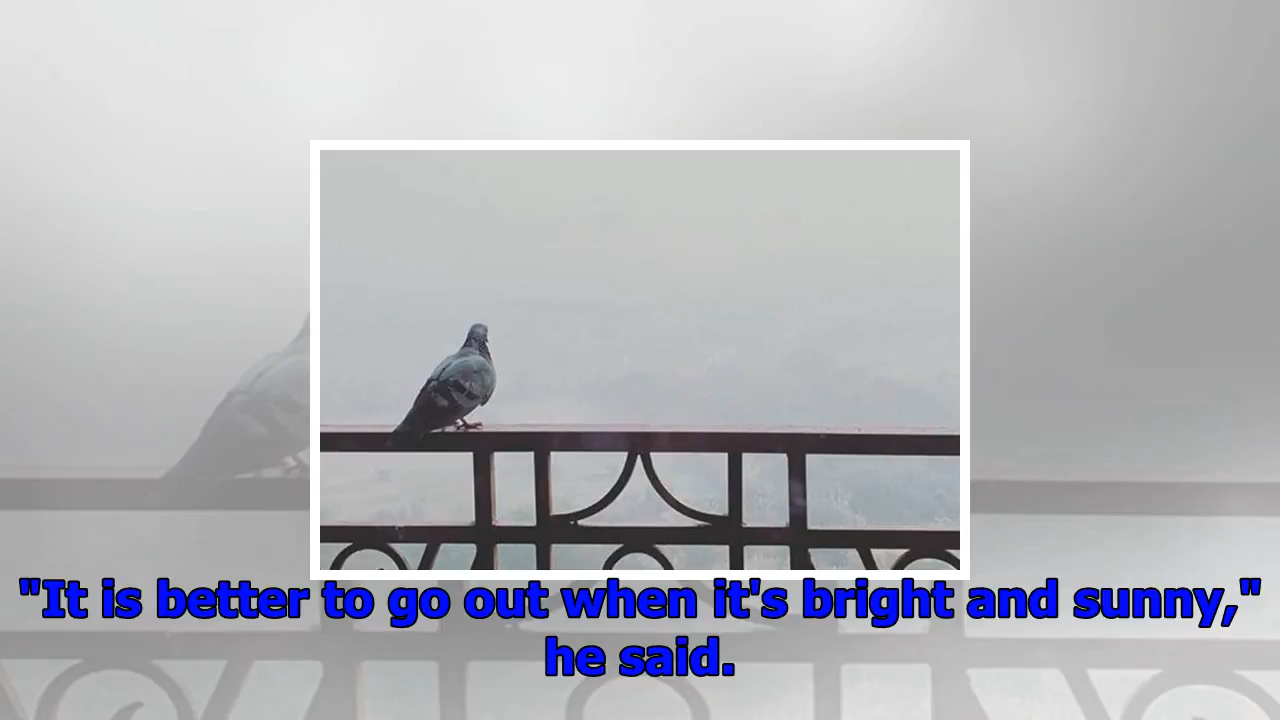 "It is better to go out when it's bright and sunny,"
he said.